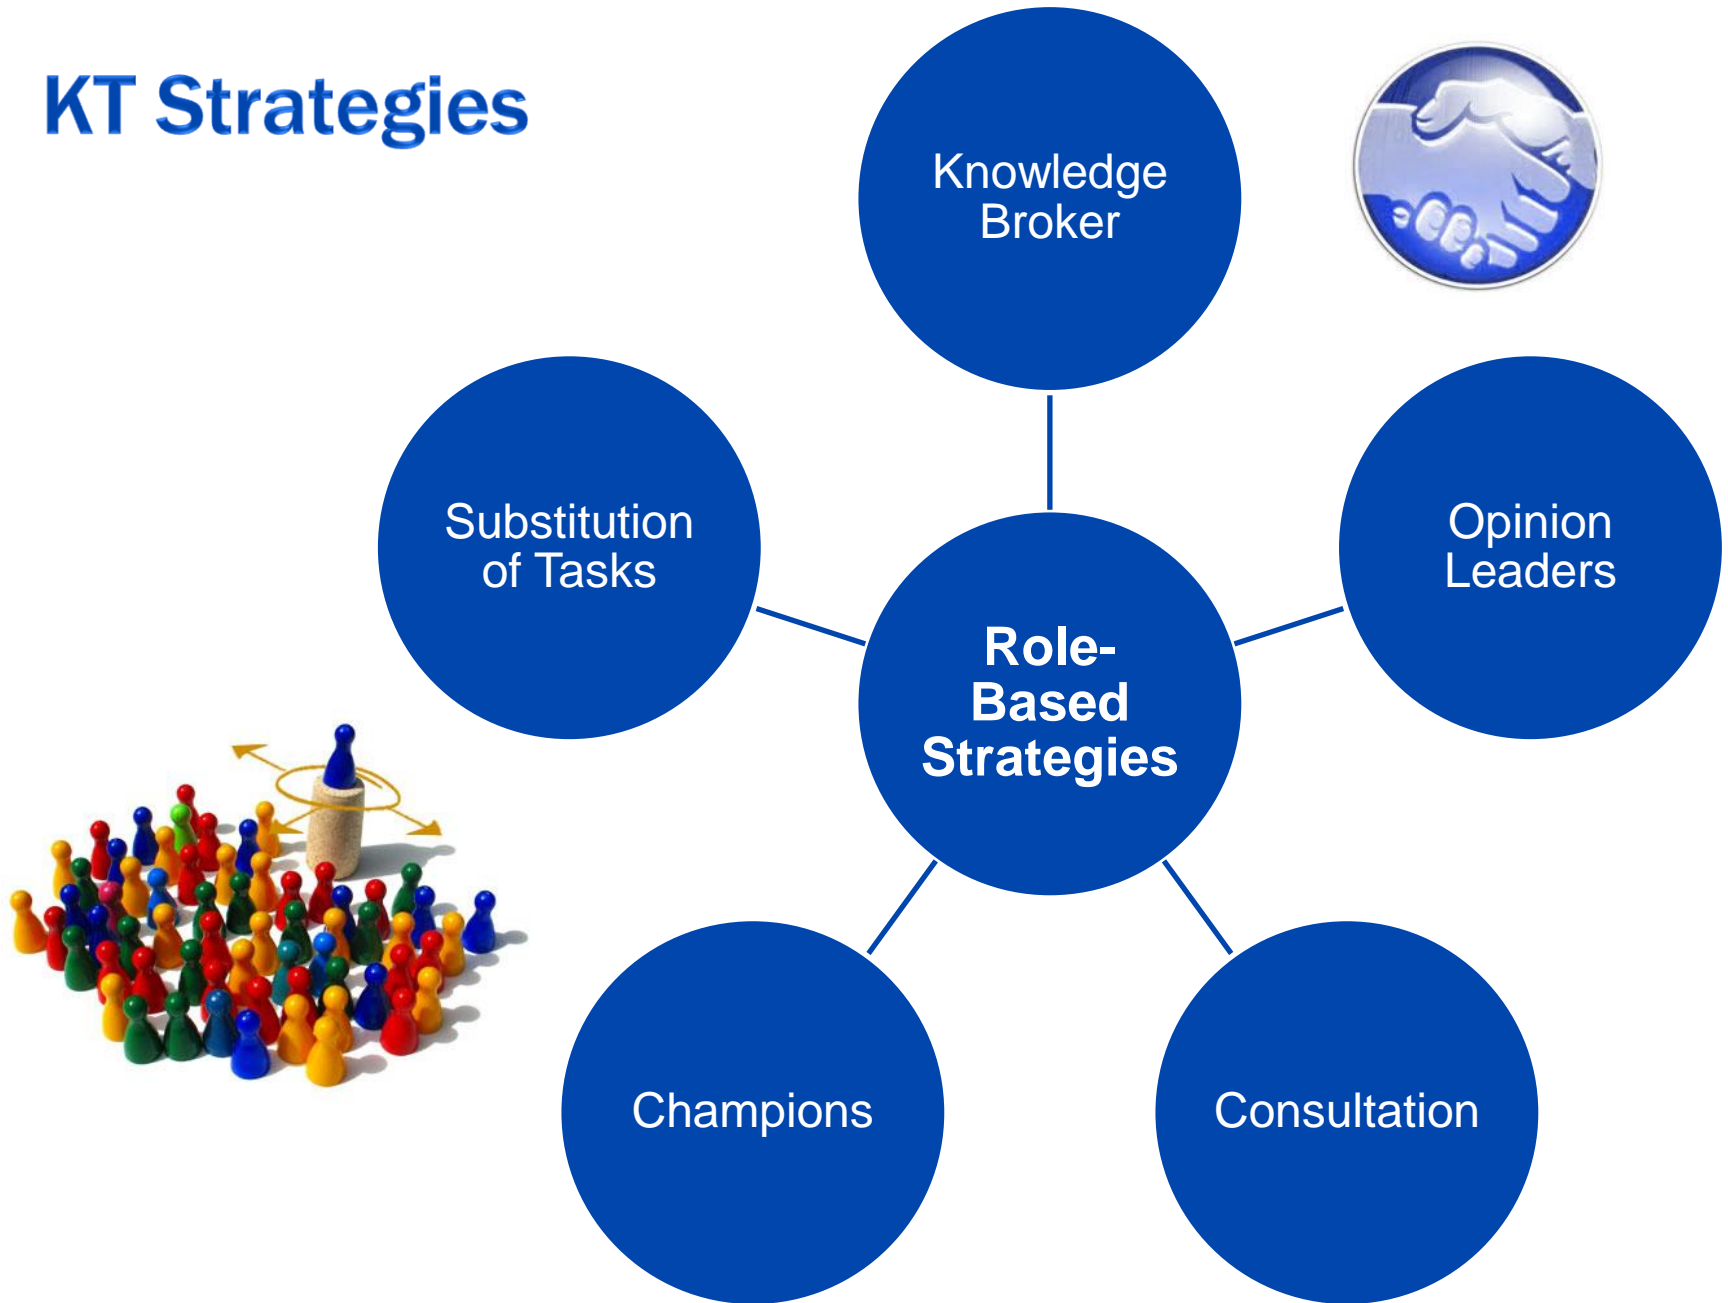 KT Strategies
Knowledge
Broker
Opinion
Leaders
Substitution
of Tasks
Role-
Based
Strategies
Champions
Consultation